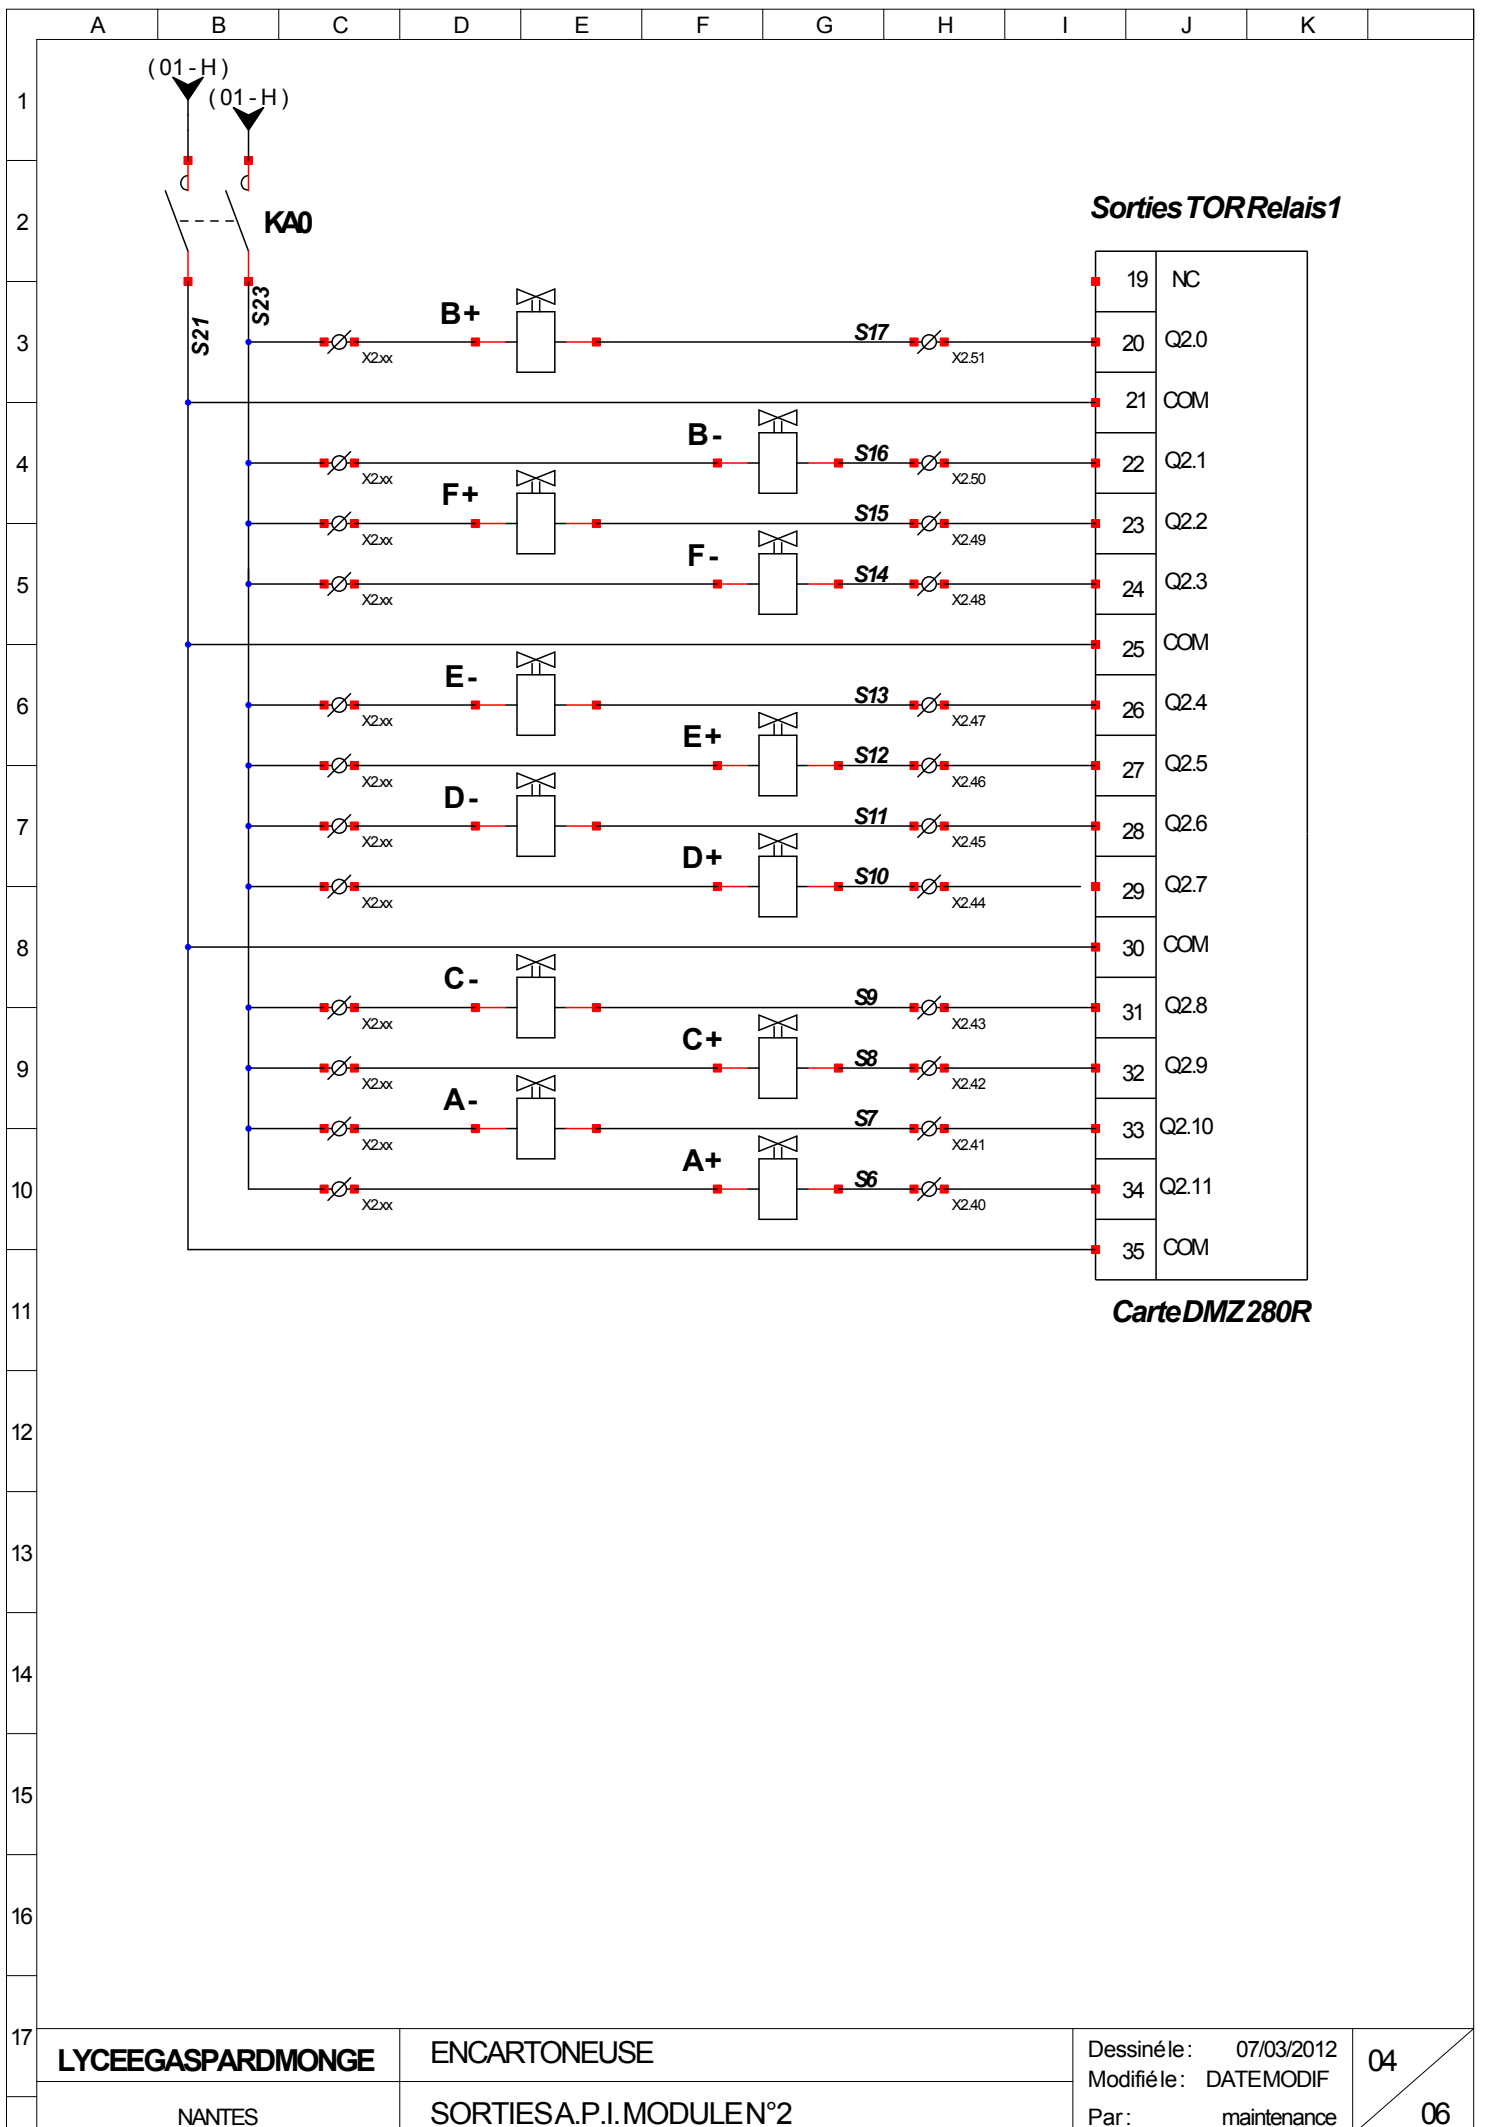 A B C D E F G H I J K
(01-H)
1 (01-H)
2 KA0 Sorties TOR Relais1
19 NC
S21 S23
B+
3 X2.xx S17 X2.51 20 Q2.0
21 COM
B-
4 X2.xx S16 X2.50 22 Q2.1
F+
X2.xx S15 X2.49 23 Q2.2
F-
5 X2.xx S14 X2.48 24 Q2.3
25 COM
E-
6 X2.xx S13 X2.47 26 Q2.4
E+
X2.xx S12 X2.46 27 Q2.5
D-
7 X2.xx S11 X2.45 28 Q2.6
D+
X2.xx S10 X2.44 29 Q2.7
8 30 COM
C-
X2.xx S9 X2.43 31 Q2.8
C+
9 X2.xx S8 X2.42 32 Q2.9
A-
X2.xx S7 X2.41 33 Q2.10
A+
10 X2.xx S6 X2.40 34 Q2.11
35 COM
11 Carte DMZ 280R
12
13
14
15
16
17
LYCEE GASPARD MONGE
NANTES
ENCARTONEUSE
SORTIES A.P.I. MODULE N°2
Dessiné le : 07/03/2012
Modifié le : DATEMODIF
Par : maintenance
04
06